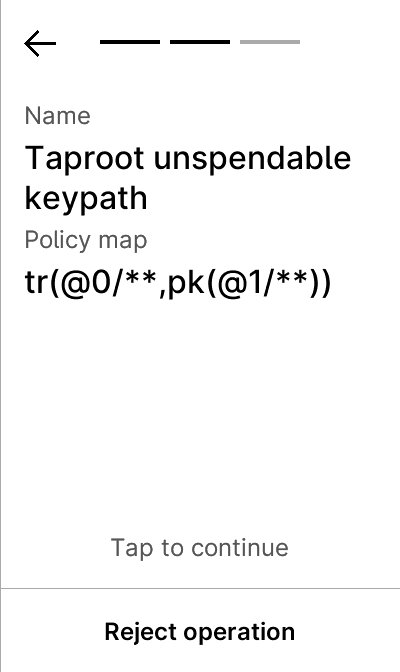 Name
Taproot unspendable
keypath
Policy map
tr(@0/**,pk(@1/**))
Tap to continue
Reject operation